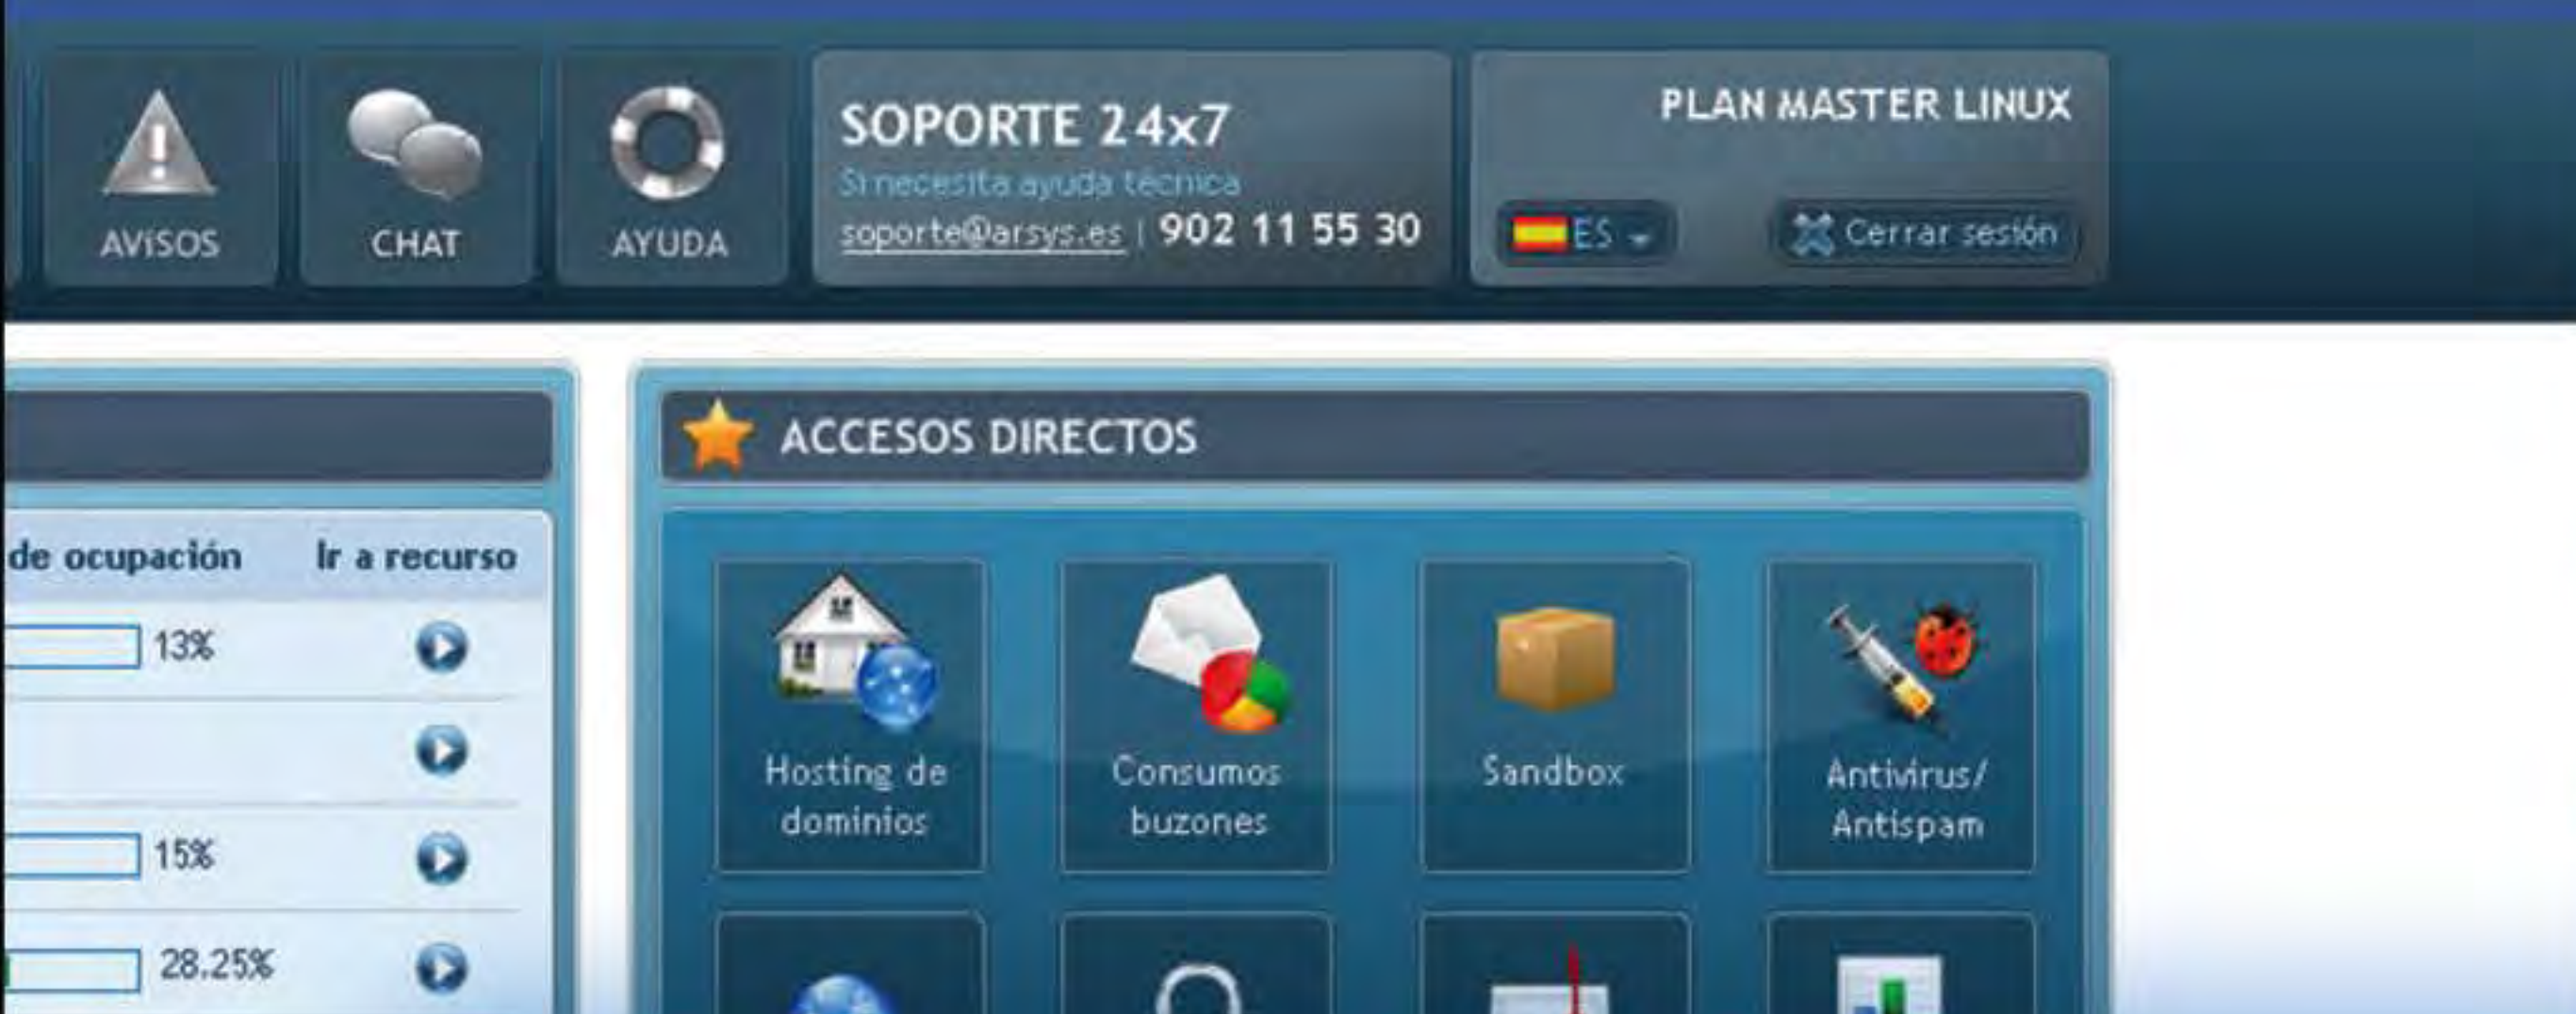 AVíSOS
CHAT
AYUDA
SOPORTE 24x7
Si necesita ayuda técnica
soporte@arsys.es | 902 11 55 30
PLAN MASTER LINUX
ES
Cerrar sesión
de ocupación
Ir a recurso
13%
15%
28.25%
ACCESOS DIRECTOS
Hosting de
dominios
Consumos
buzones
Sandbox
Antivirus/
Antispam